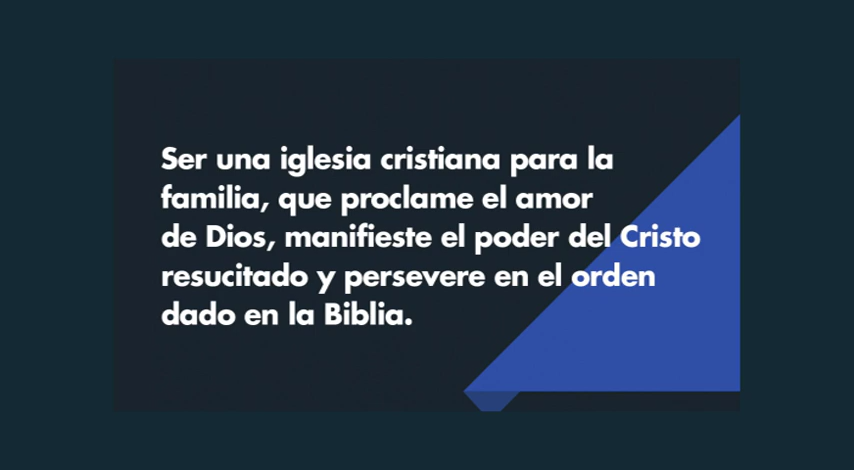 Ser una iglesia cristiana para la
familia, que proclame el amor
de Dios, manifieste el poder del Cristo
resucitado y persevere en el orden
dado en la Biblia.